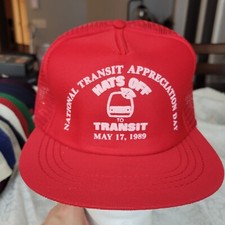 NATIONAL TRANSIT APPRECIATION DAY
HATS OFF
TO
TRANSIT
MAY 17, 1989